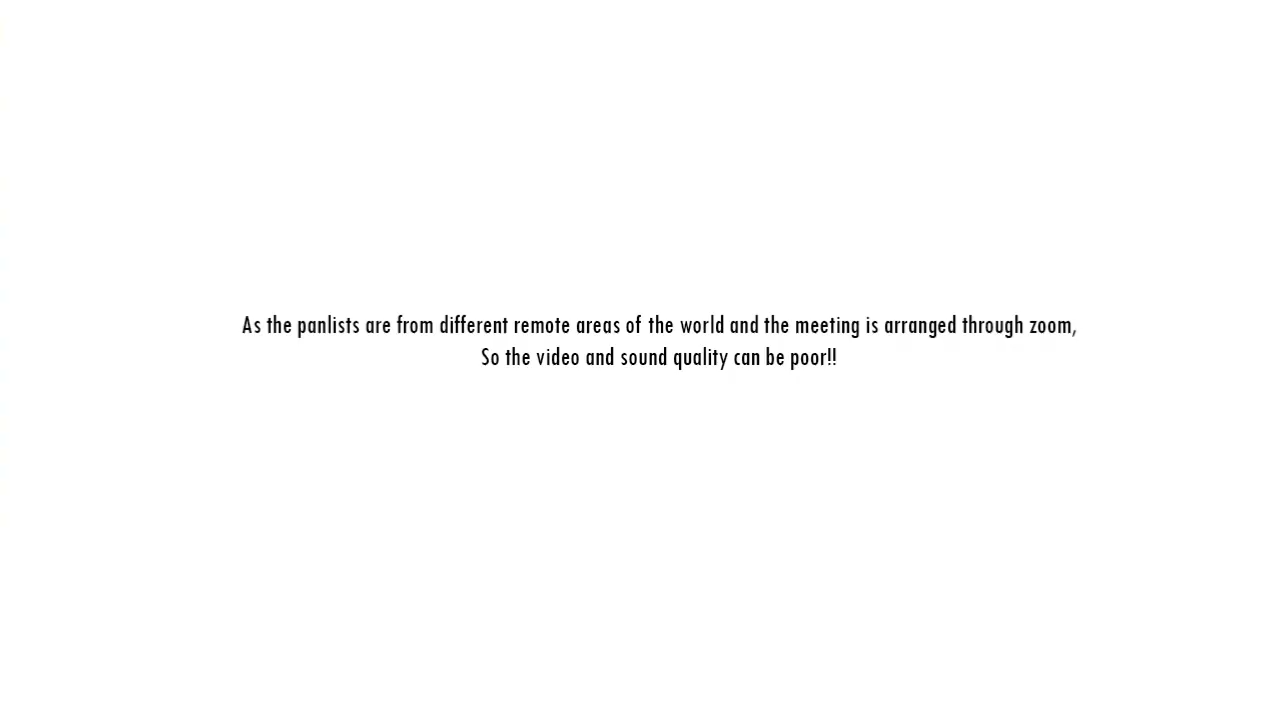 As the panlists are from different remote areas of the world and the meeting is arranged through zoom,
So the video and sound quality can be poor!!